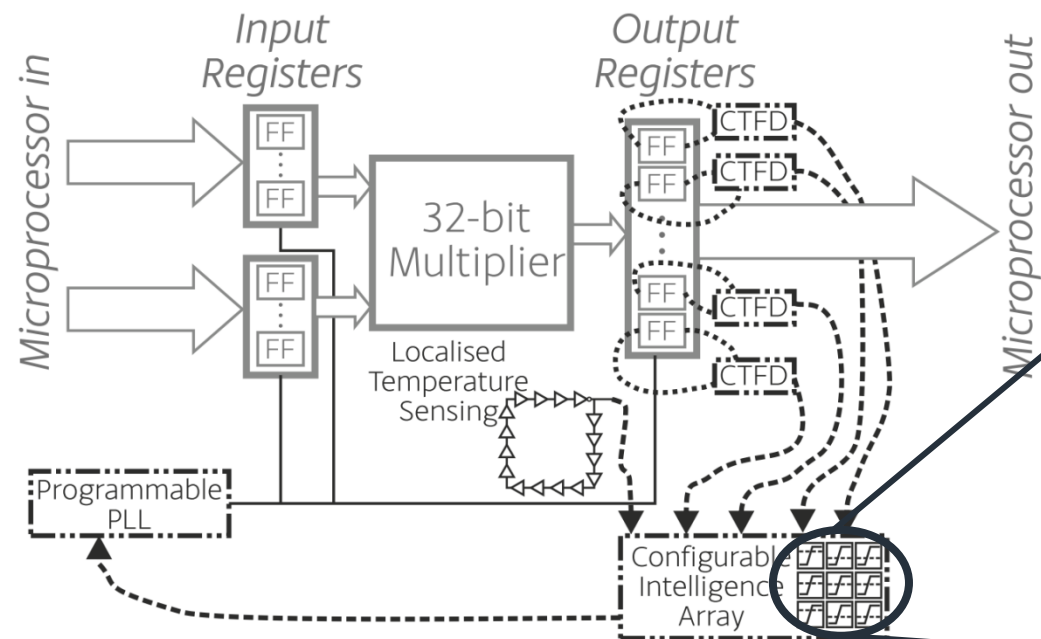 Input
Registers
Output
Registers
Microprocessor in
Microprocessor out
FF
FF
FF
FF
32-bit
Multiplier
FF
FF
FF
FF
CTFD
CTFD
CTFD
CTFD
Localised
Temperature
Sensing
Programmable
PLL
Configurable
Intelligence
Array